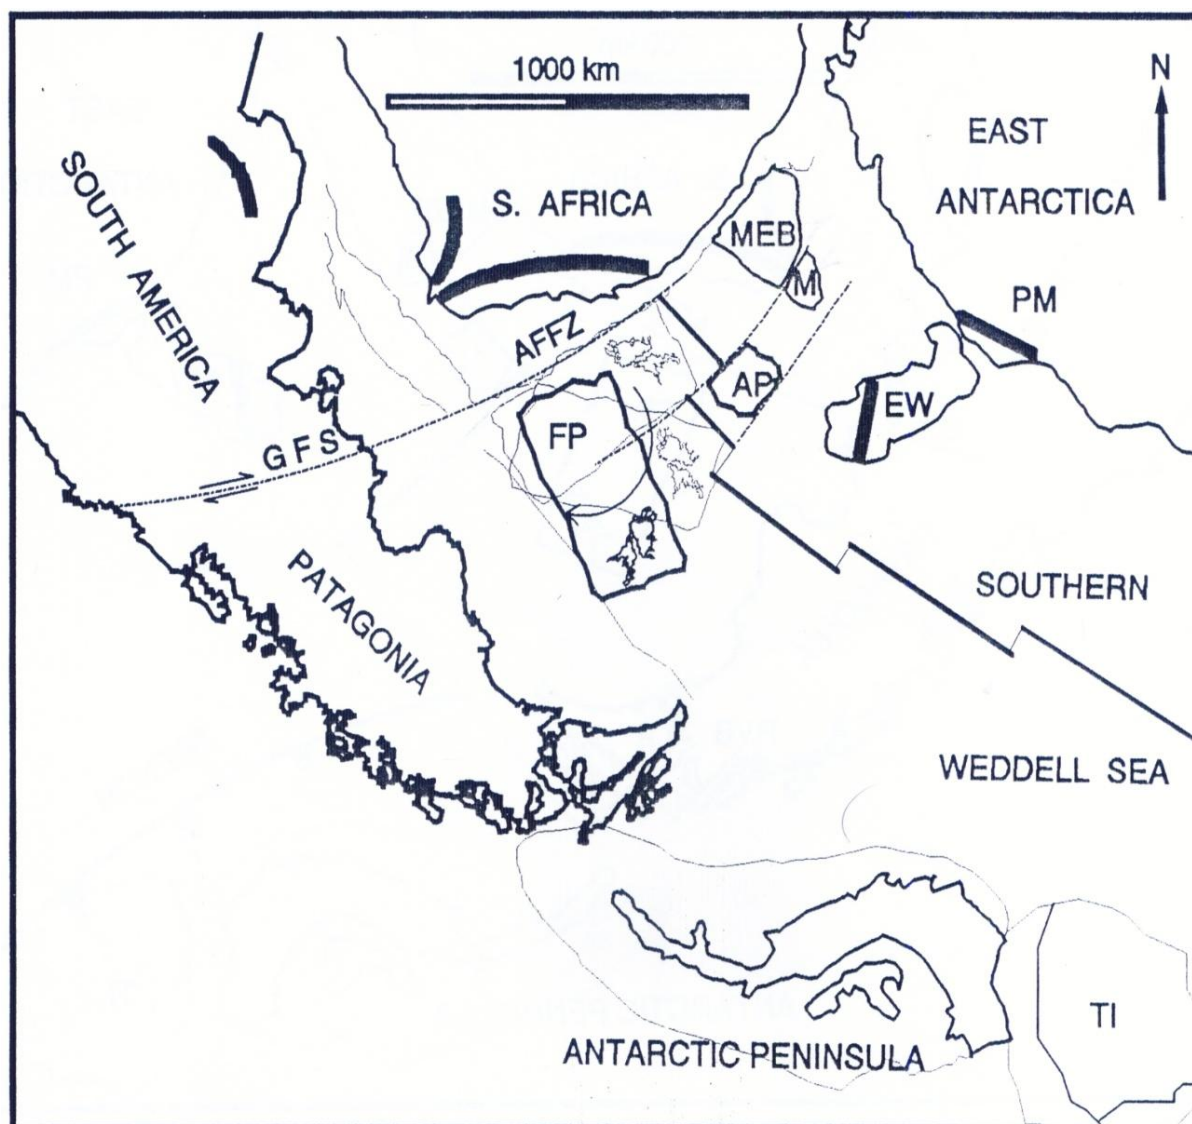 1000 km
N
EAST
ANTARCTICA
SOUTH AMERICA
S. AFRICA
MEB
M
PM
AFFZ
AP
EW
FP
GFS
PATAGONIA
SOUTHERN
WEDDELL SEA
TI
ANTARCTIC PENINSULA